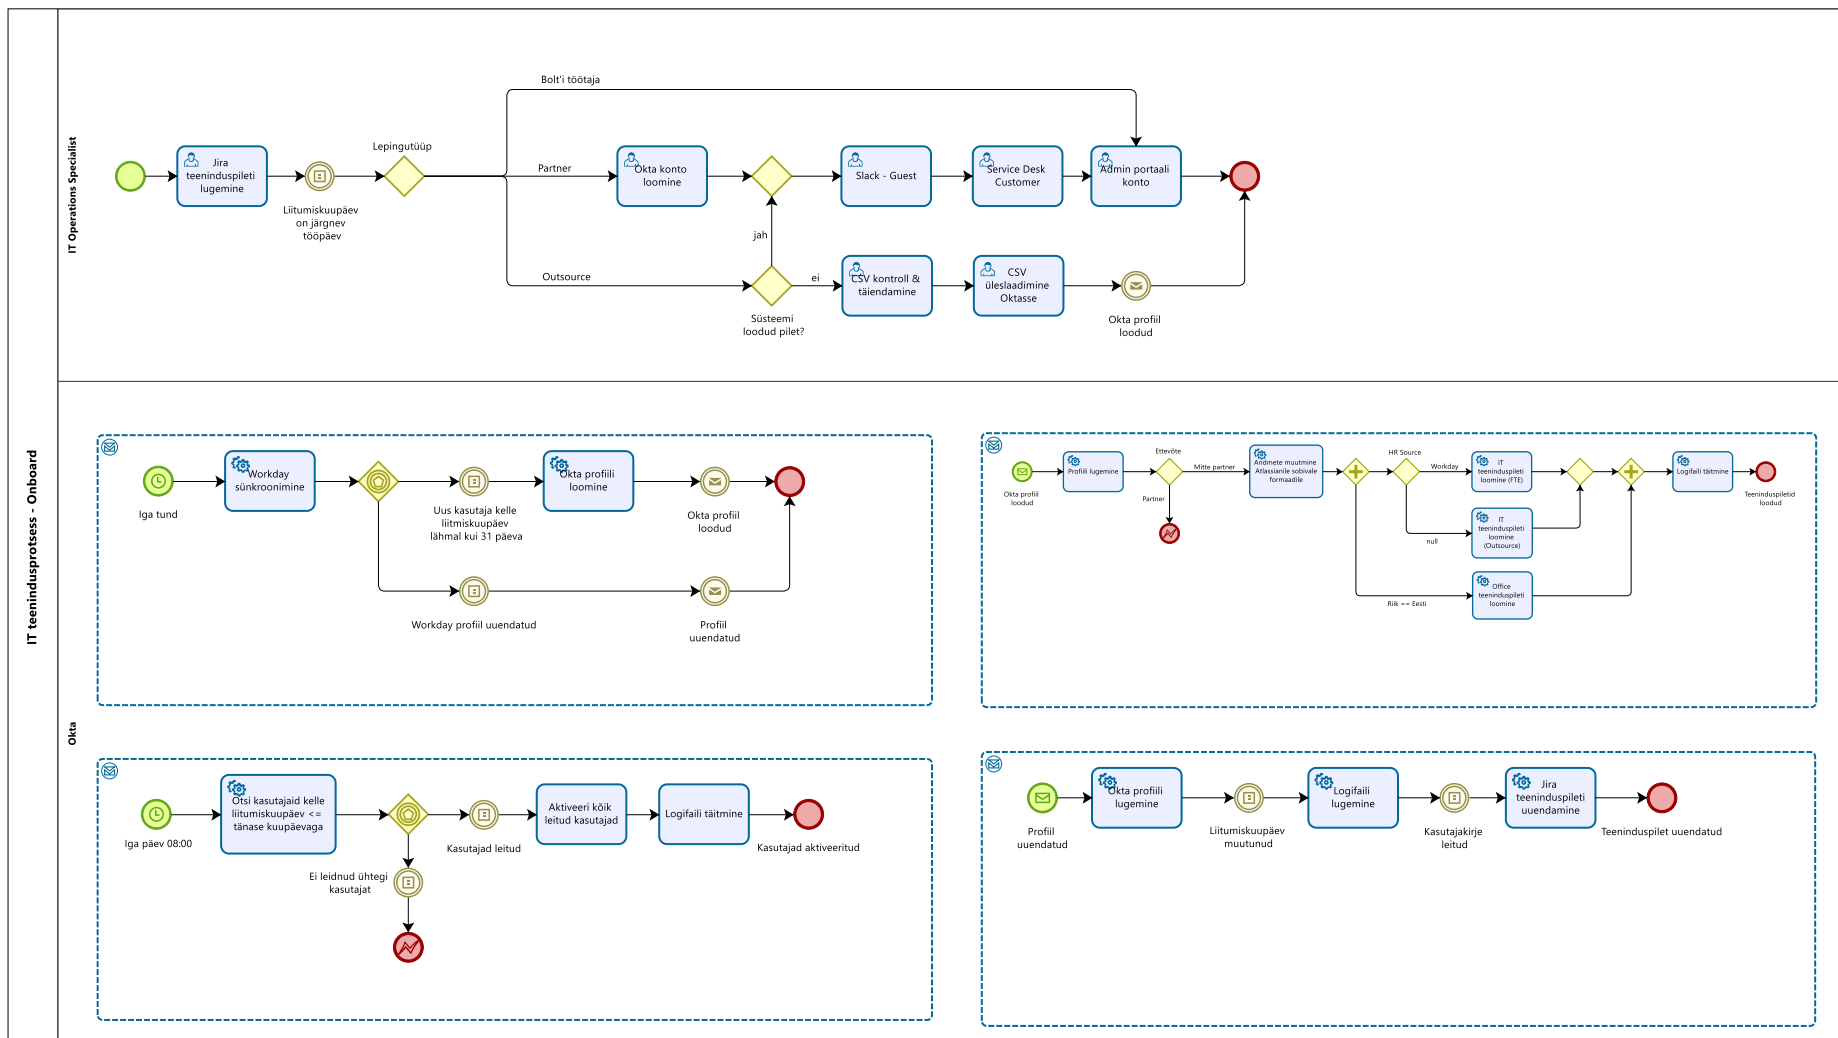 IT teenindusprotsess - Onboard
IT Operations Specialist
Bolt'i töötaja
Lepingutüüp
Jira
teeninduspileti
lugemine
Liitumiskuupäev
on järgnev
tööpäev
Partner
Okta konto
loomine
Slack - Guest
Service Desk
Customer
Admin portaali
konto
jah
Outsource
ei
Süsteemi
loodud pilet?
CSV kontroll &
täiendamine
CSV
üleslaadimine
Oktasse
Okta profiil
loodud
Okta
Iga tund
Workday
sünkroonimine
Uus kasutaja kelle
liitmiskuupäev
lähmal kui 31 päeva
Okta profiili
loomine
Okta profiil
loodud
Workday profiil uuendatud
Profiil
uuendatud
Okta profiil
loodud
Profiili lugemine
Ettevõte
Mitte partner
Partner
Andmete muutmine
Atlassianile sobivale
formaadile
HR Source
Workday
null
Riik == Eesti
IT
teeninduspileti
loomine (FTE)
IT
teeninduspileti
loomine
(Outsource)
Office
teeninduspileti
loomine
Logifaili täitmine
Teeninduspiletid
loodud
Iga päev 08:00
Otsi kasutajaid kelle
liitumiskuupäev <=
tänase kuupäevaga
Kasutajad leitud
Ei leidnud ühtegi
kasutajat
Aktiveeri kõik
leitud kasutajad
Logifaili täitmine
Kasutajad aktiveeritud
Profiil
uuendatud
Okta profiili
lugemine
Liitumiskuupäev
muutunud
Logifaili
lugemine
Kasutajakirje
leitud
Jira
teeninduspileti
uuendamine
Teeninduspilet uuendatud